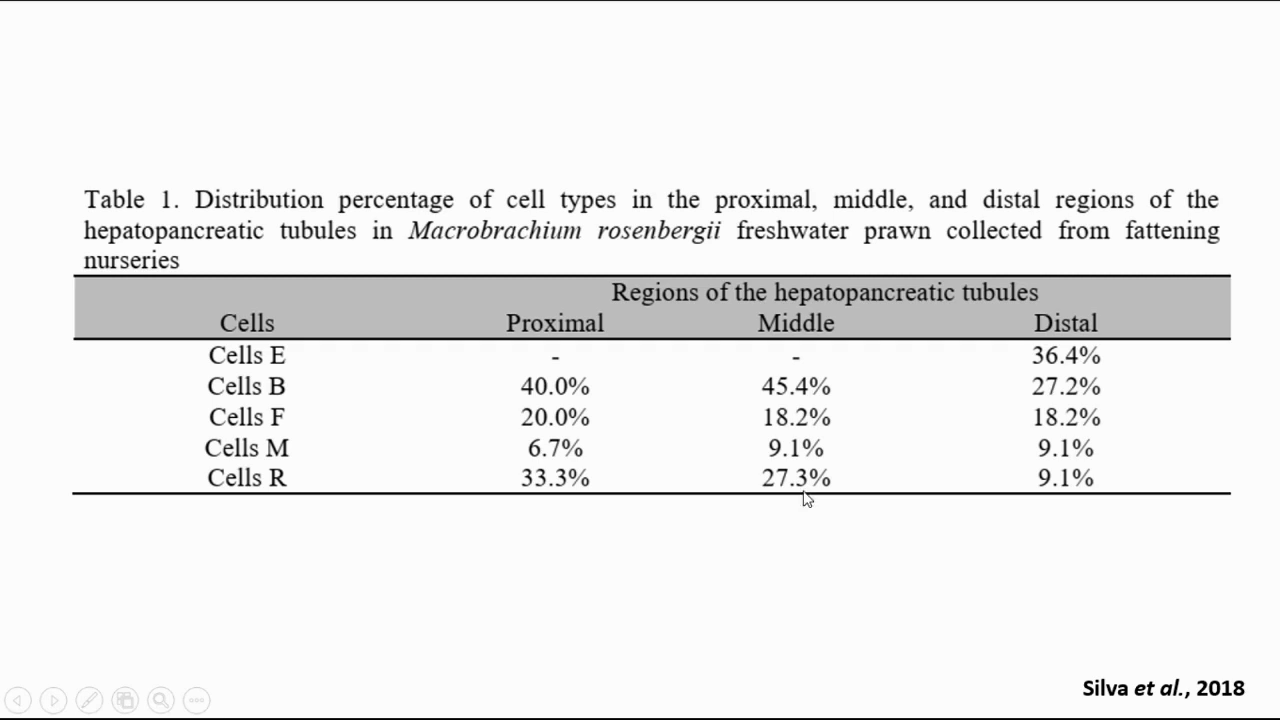 Table 1. Distribution percentage of cell types in the proximal, middle, and distal regions of the
hepatopancreatic tubules in Macrobrachium rosenbergii freshwater prawn collected from fattening
nurseries
Regions of the hepatopancreatic tubules
Cells Proximal Middle Distal
Cells E - - 36.4%
Cells B 40.0% 45.4% 27.2%
Cells F 20.0% 18.2% 18.2%
Cells M 6.7% 9.1% 9.1%
Cells R 33.3% 27.3% 9.1%
Silva et al., 2018